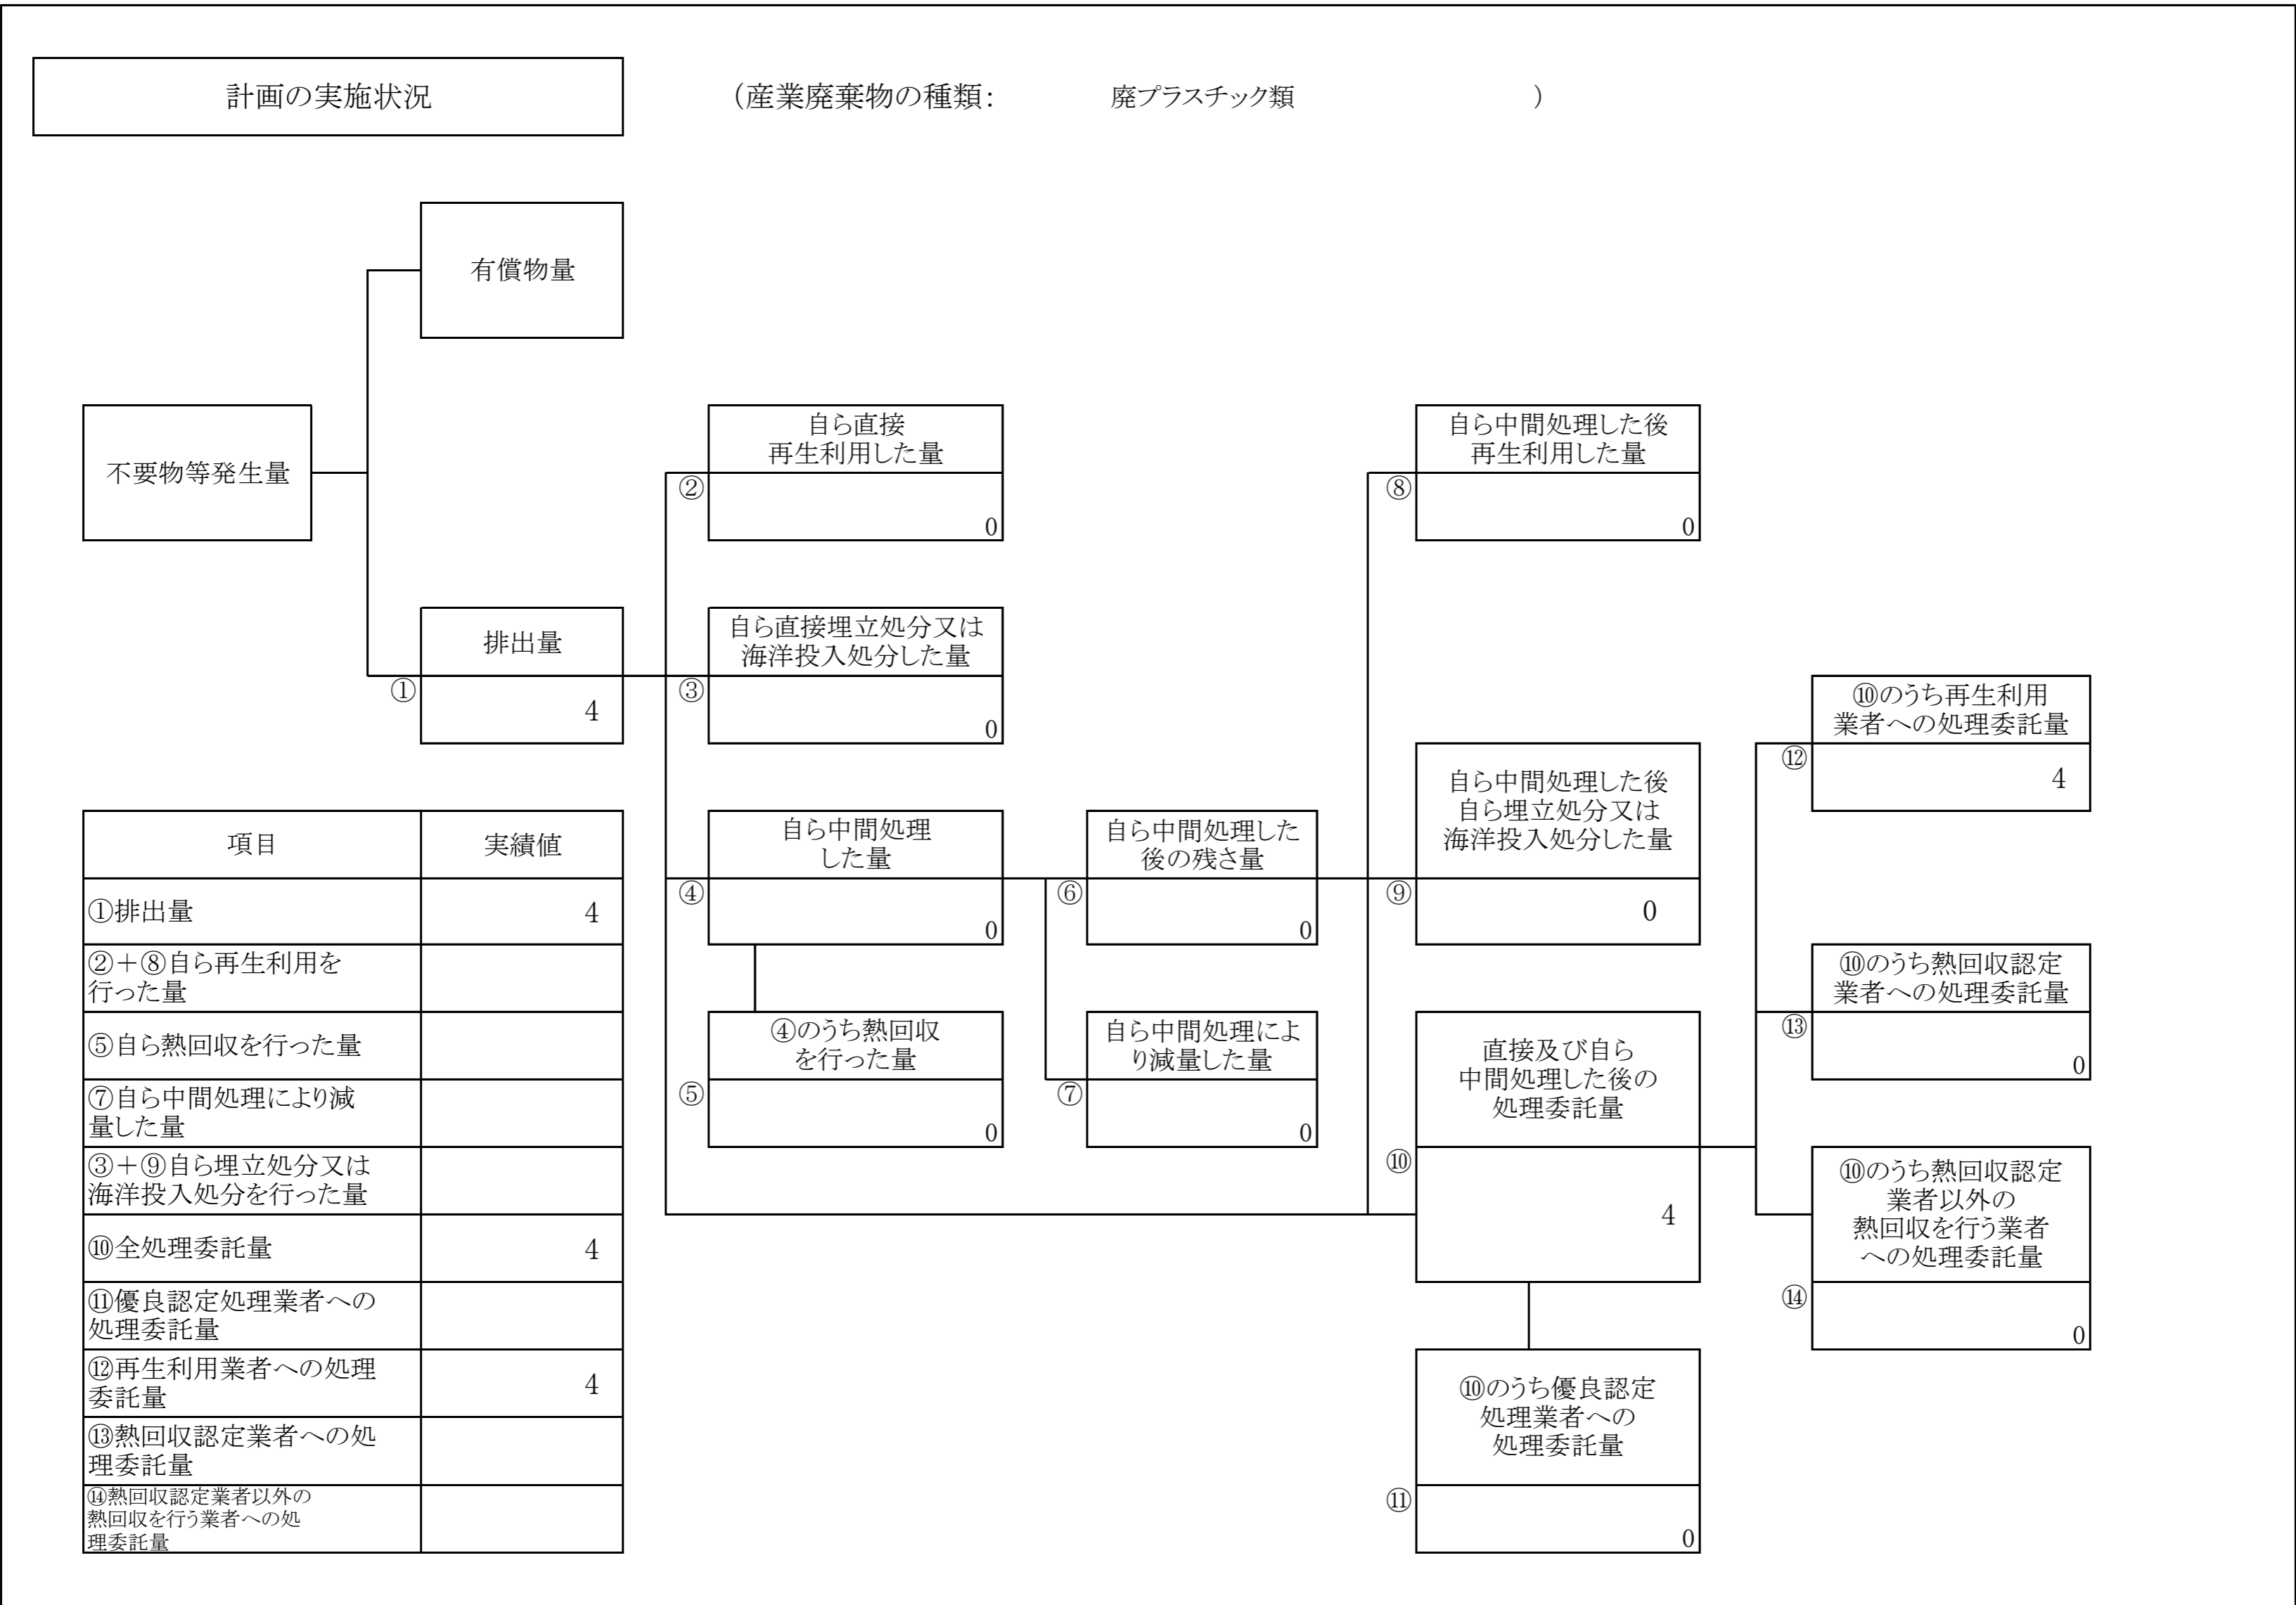 計画の実施状況
（産業廃棄物の種類： 廃プラスチック類 ）
有償物量
不要物等発生量
自ら直接
再生利用した量
②
0
自ら中間処理した後
再生利用した量
⑧
0
排出量
①
4
自ら直接埋立処分又は
海洋投入処分した量
③
0
⑩のうち再生利用
業者への処理委託量
⑫
4
自ら中間処理した後
自ら埋立処分又は
海洋投入処分した量
⑨
0
自ら中間処理
した量
④
0
自ら中間処理した
後の残さ量
⑥
0
⑩のうち熱回収認定
業者への処理委託量
⑬
0
④のうち熱回収
を行った量
⑤
0
自ら中間処理によ
り減量した量
⑦
0
直接及び自ら
中間処理した後の
処理委託量
⑩
4
⑩のうち熱回収認定
業者以外の
熱回収を行う業者
への処理委託量
⑭
0
⑩のうち優良認定
処理業者への
処理委託量
⑪
0
項目 実績値
①排出量 4
②＋⑧自ら再生利用を
行った量
⑤自ら熱回収を行った量
⑦自ら中間処理により減
量した量
③＋⑨自ら埋立処分又は
海洋投入処分を行った量
⑩全処理委託量 4
⑪優良認定処理業者への
処理委託量
⑫再生利用業者への処理
委託量 4
⑬熱回収認定業者への処
理委託量
⑭熱回収認定業者以外の
熱回収を行う業者への処
理委託量